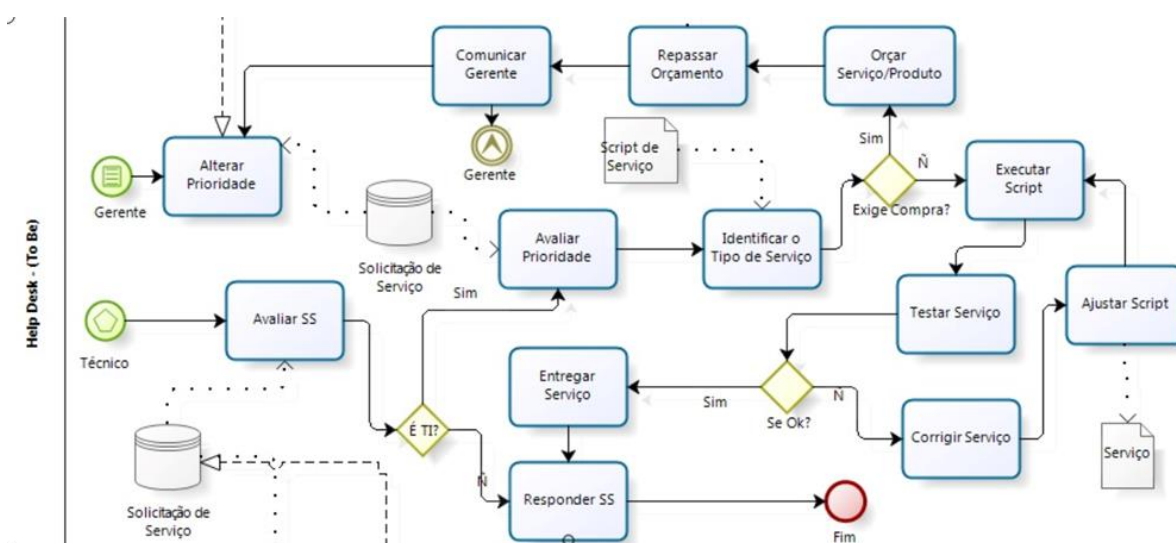 Help Desk - (To Be)
Comunicar
Gerente
Repassar
Orçamento
Orçar
Serviço/Produto
Gerente
Alterar
Prioridade
Gerente
Script de
Serviço
Sim
Ñ
Exige Compra?
Executar
Script
Solicitação de
Serviço
Avaliar
Prioridade
Identificar o
Tipo de Serviço
Sim
Técnico
Avaliar SS
É TI?
Ñ
Testar Serviço
Ajustar Script
Entregar
Serviço
Sim
Se Ok?
Ñ
Corrigir Serviço
Serviço
Solicitação de
Serviço
Responder SS
Fim